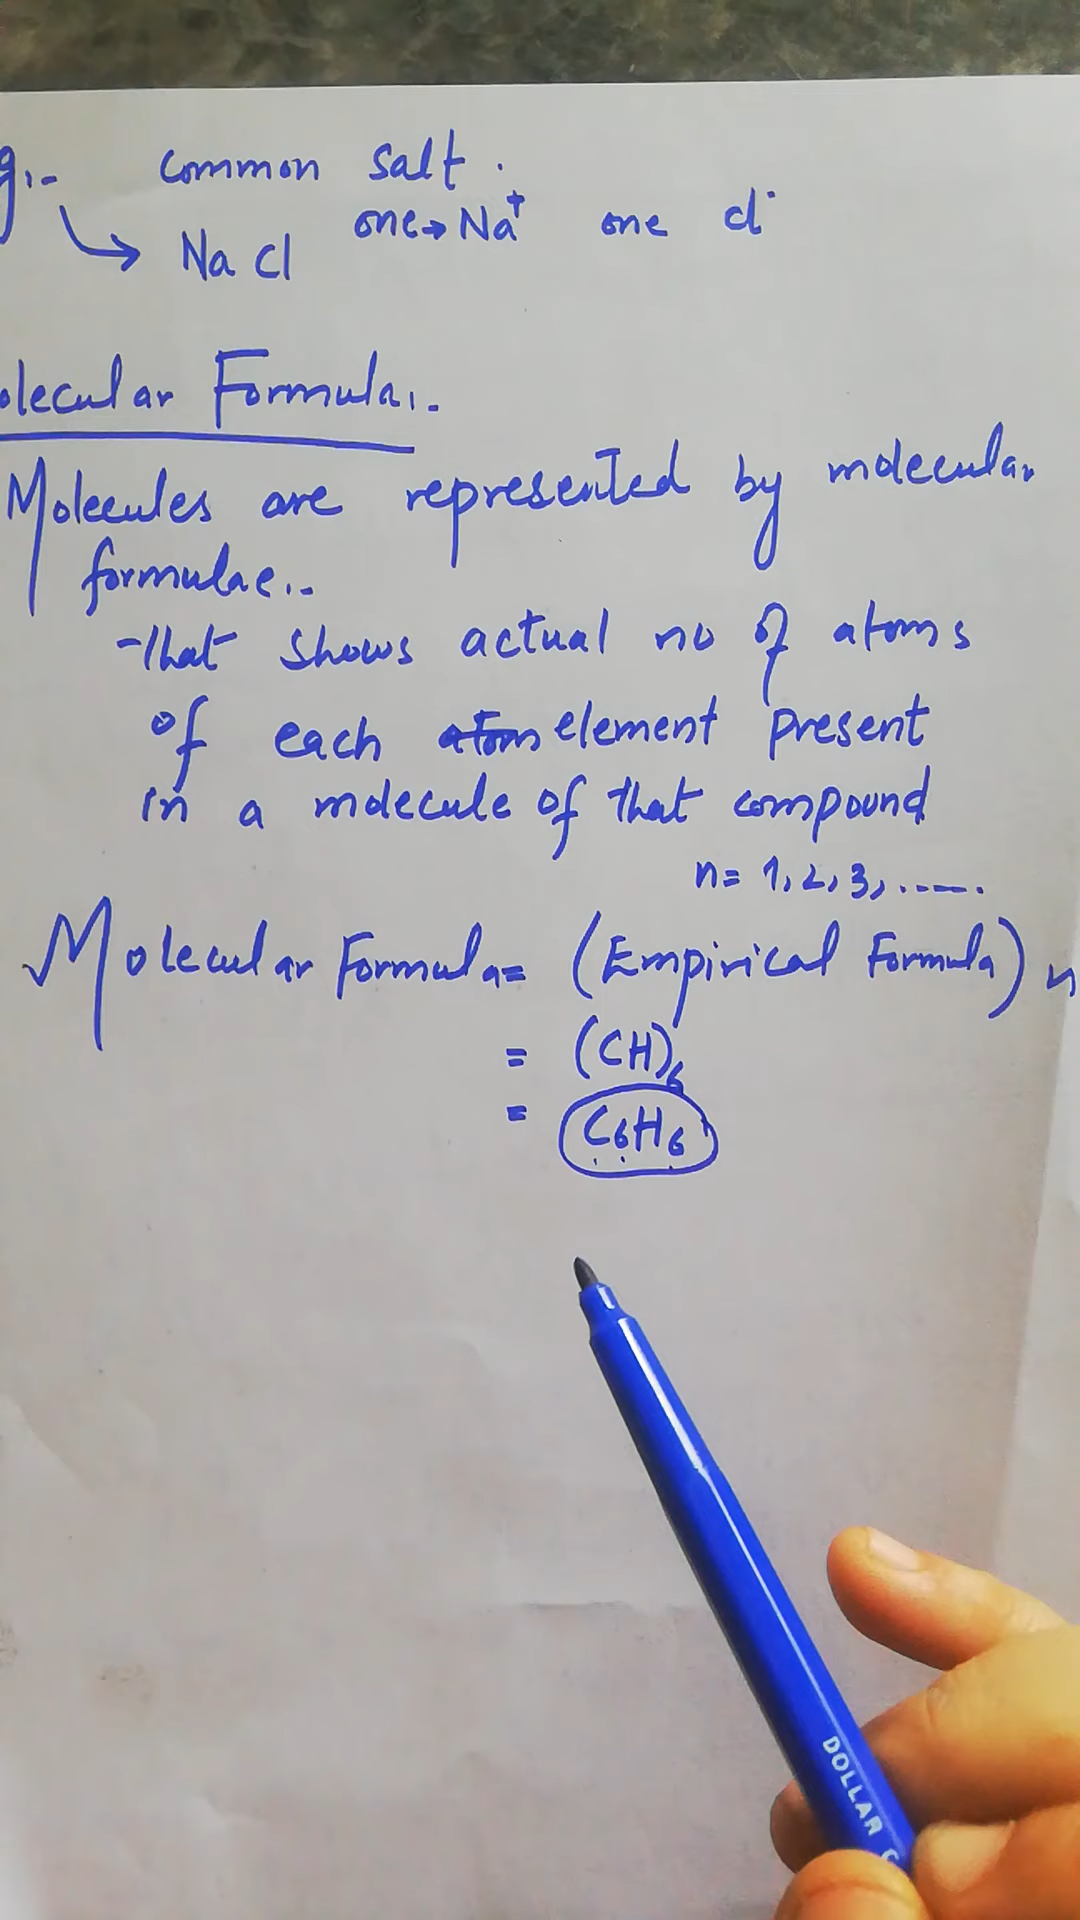 g:- common salt.
NaCl one→Na⁺ one Cl⁻
olecular Formula:-
Molecules are represented by molecular
formulae:-
-that shows actual no of atoms
of each atom element present
in a molecule of that compound
n= 1,2,3,......
Molecular Formula= (Empirical Formula)n
= (CH)₆
= C₆H₆
DOLLAR